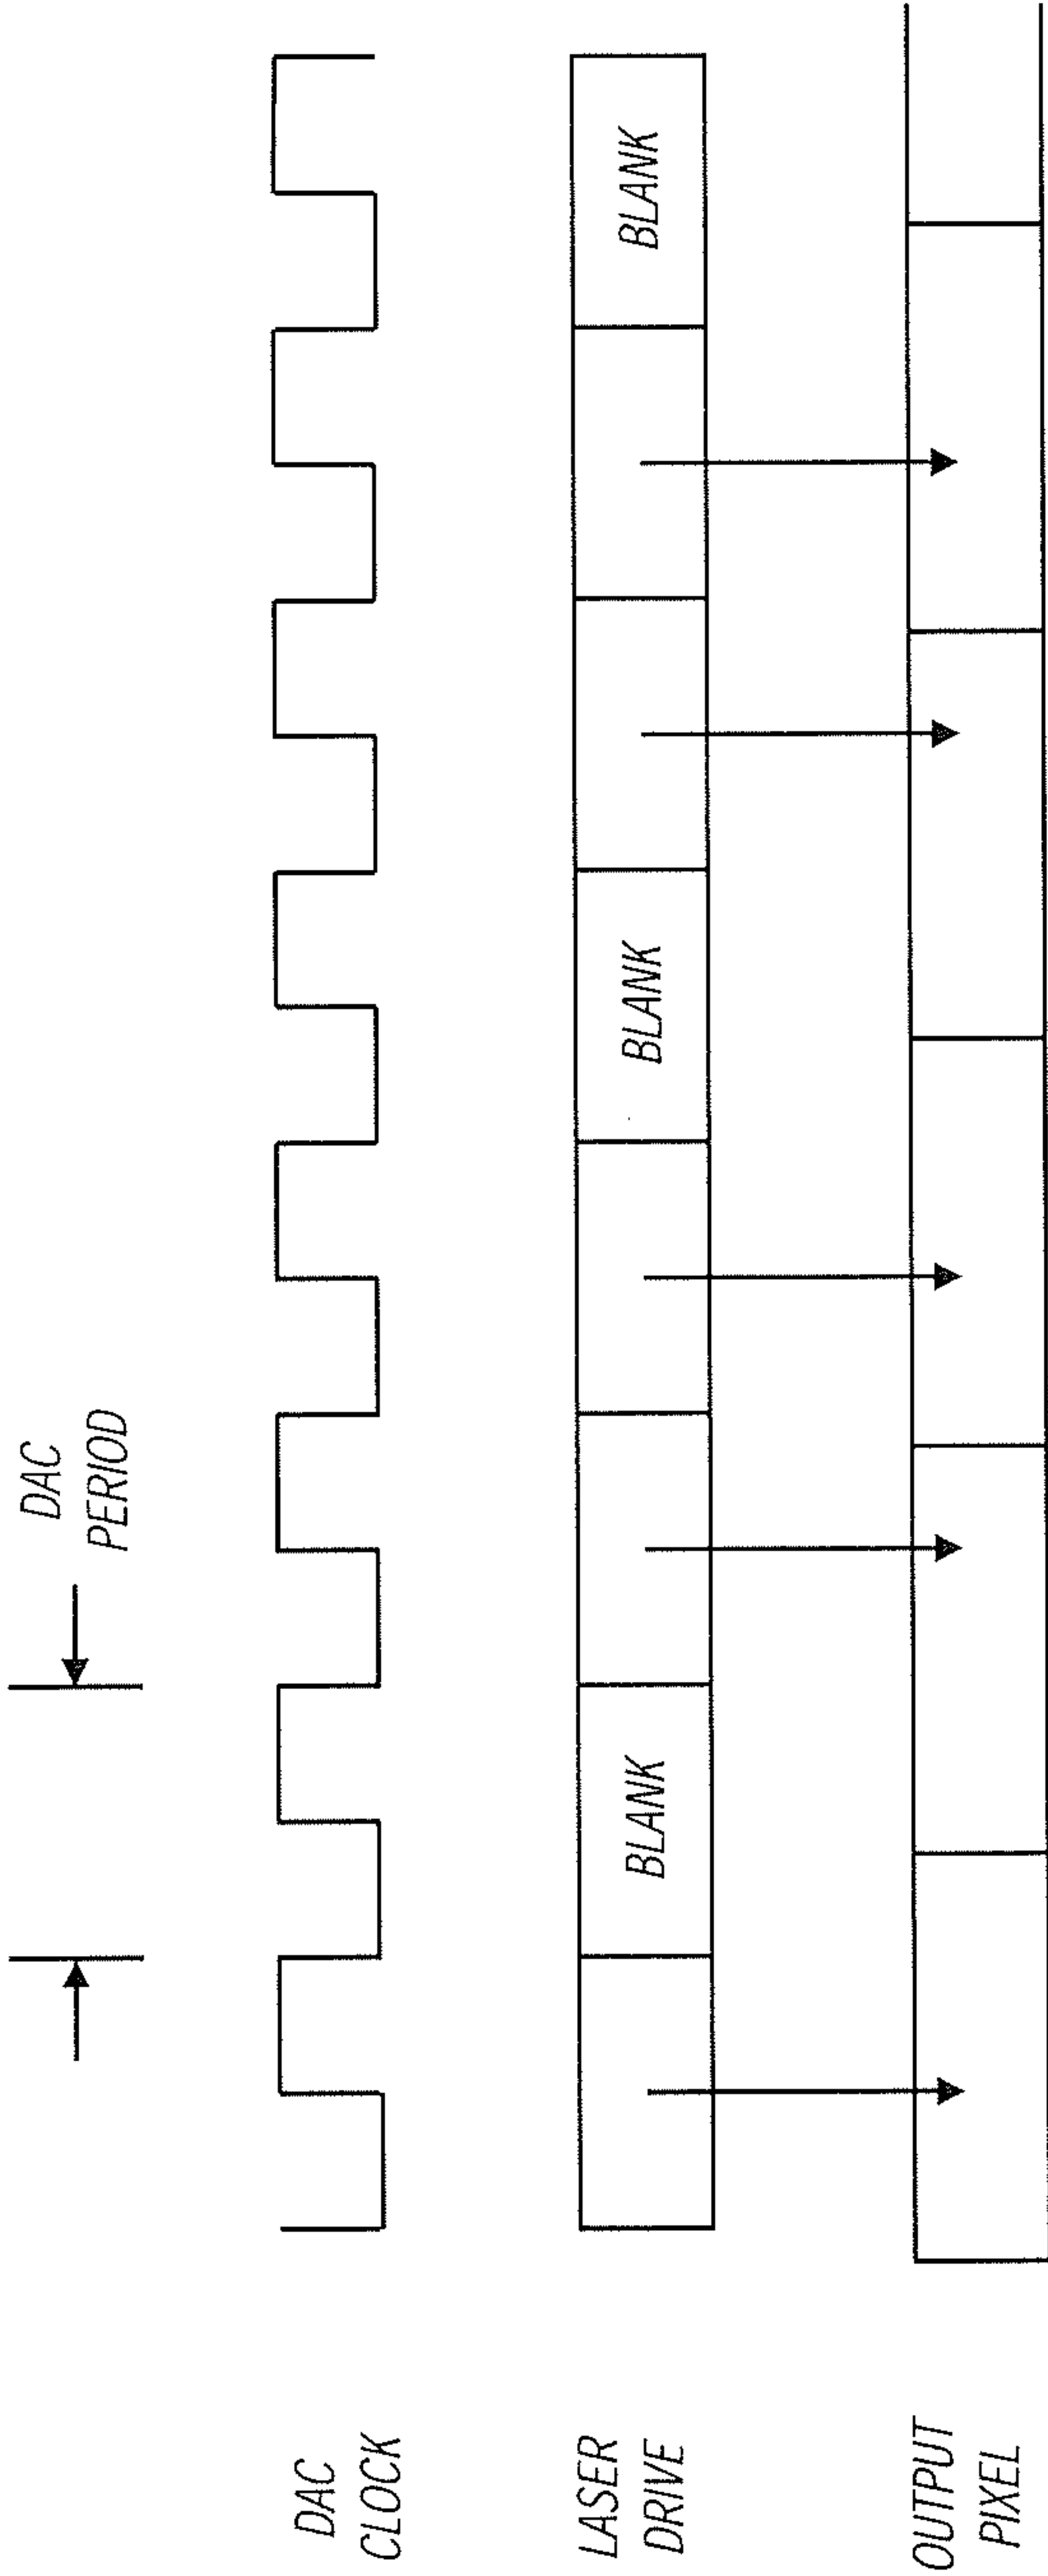 DAC
PERIOD
DAC
CLOCK
LASER
DRIVE
BLANK
BLANK
BLANK
OUTPUT
PIXEL